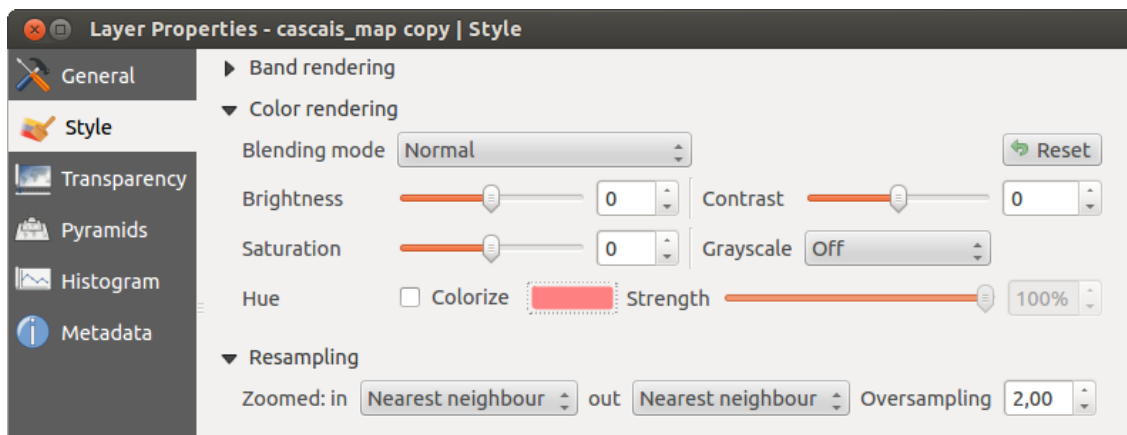 Layer Properties - cascais_map copy | Style
General
Style
Transparency
Pyramids
Histogram
Metadata
Band rendering
Color rendering
Blending mode Normal Reset
Brightness 0 Contrast 0
Saturation 0 Grayscale Off
Hue Colorize Strength 100%
Resampling
Zoomed: in Nearest neighbour out Nearest neighbour Oversampling 2,00